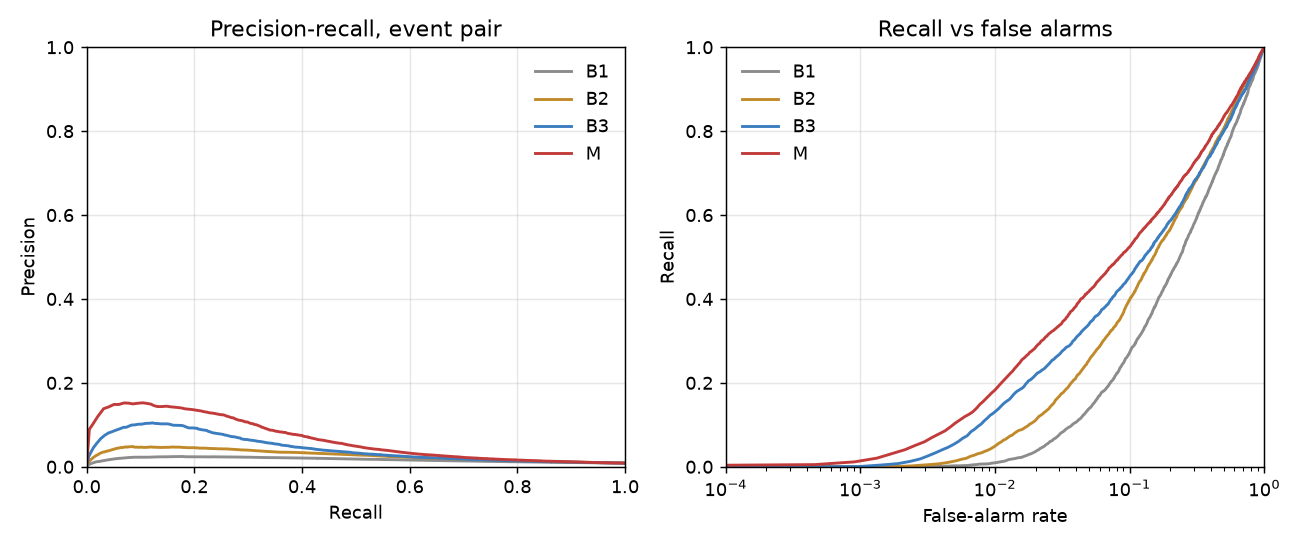 Precision-recall, event pair
1.0
0.8
0.6
0.4
0.2
0.0
Precision
B1
B2
B3
M
0.0 0.2 0.4 0.6 0.8 1.0
Recall
Recall vs false alarms
1.0
0.8
0.6
0.4
0.2
0.0
Recall
B1
B2
B3
M
10⁻⁴ 10⁻³ 10⁻² 10⁻¹ 10⁰
False-alarm rate